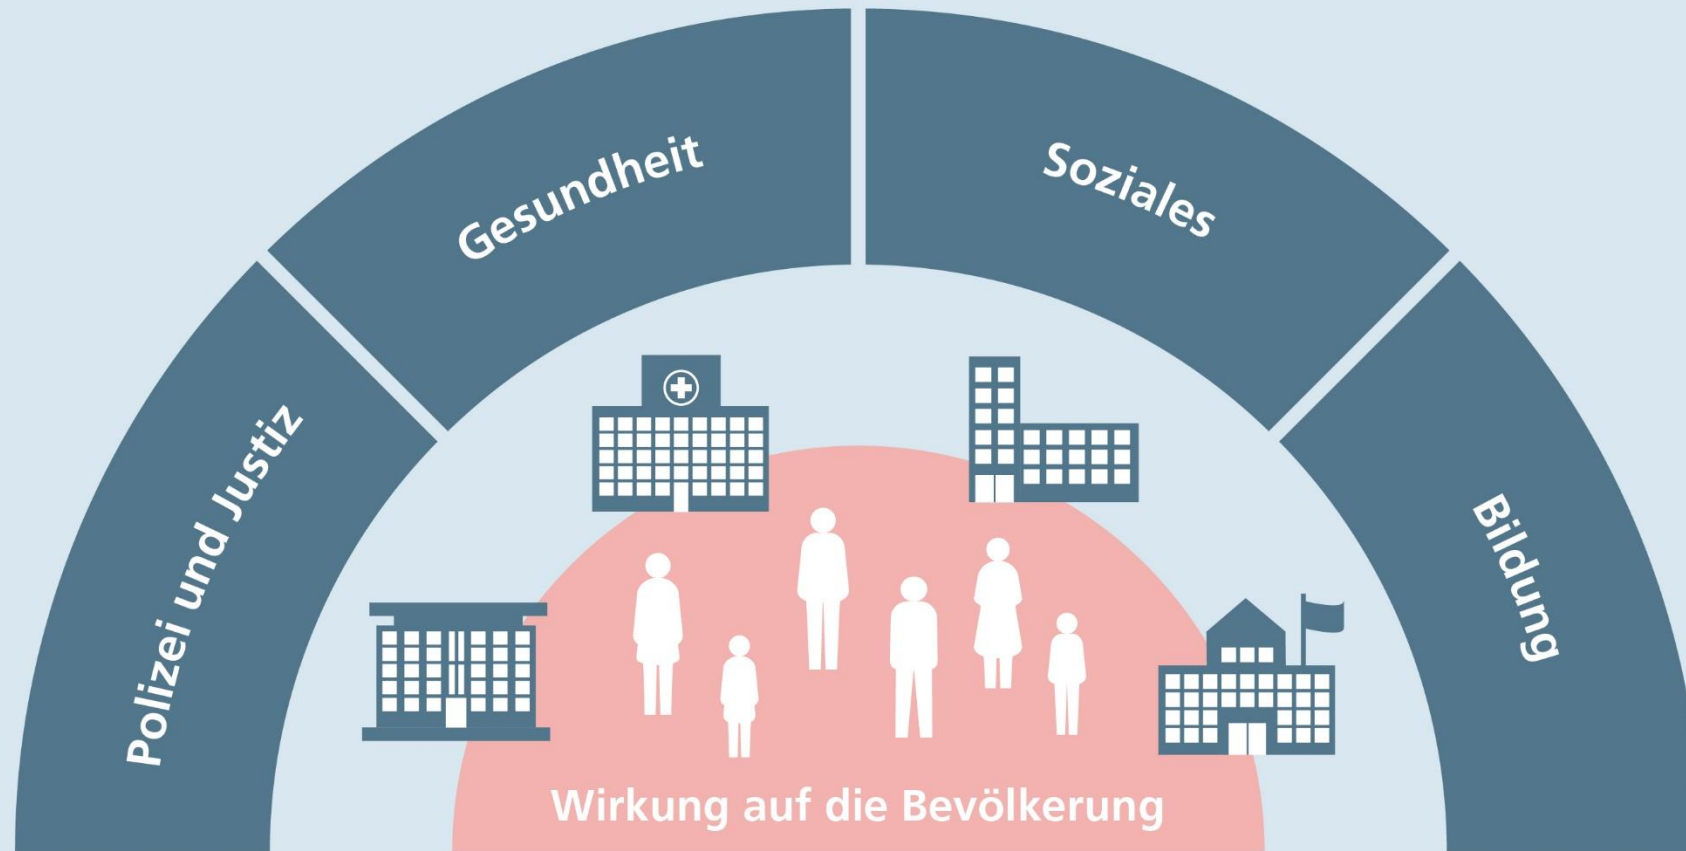 Polizei und Justiz
Gesundheit
Soziales
Bildung
Wirkung auf die Bevölkerung